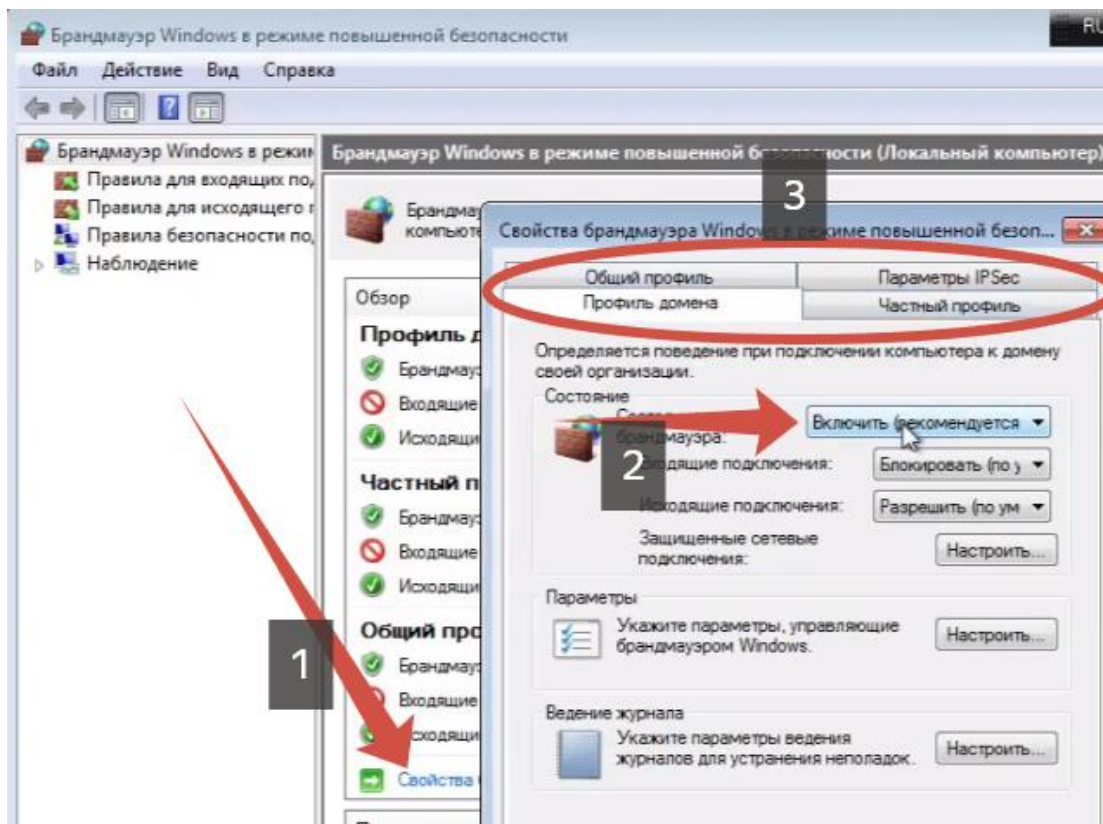 Брандмауэр Windows в режиме повышенной безопасности
RU
Файл Действие Вид Справка
Брандмауэр Windows в режим
Правила для входящих по
Правила для исходящего
Правила безопасности по
Наблюдение
Брандмауэр Windows в режиме повышенной безопасности (Локальный компьютер)
Брандмау
компьюте
Обзор
Профиль д
Брандмау
Входящие
Исходящи
Частный п
Брандмау
Входящие
Исходящи
Общий про
Брандмау
Входящие
Исходящи
Свойства
1
3
Свойства брандмауэра Windows в режиме повышенной безоп...
Общий профиль Параметры IPSec
Профиль домена Частный профиль
Определяется поведение при подключении компьютера к домену
своей организации.
Состояние
брандмауэра: Включить (рекомендуется
2
Входящие подключения: Блокировать (по у
Исходящие подключения: Разрешить (по ум
Защищенные сетевые
подключения: Настроить...
Параметры
Укажите параметры, управляющие
брандмауэром Windows. Настроить...
Ведение журнала
Укажите параметры ведения
журналов для устранения неполадок. Настроить...